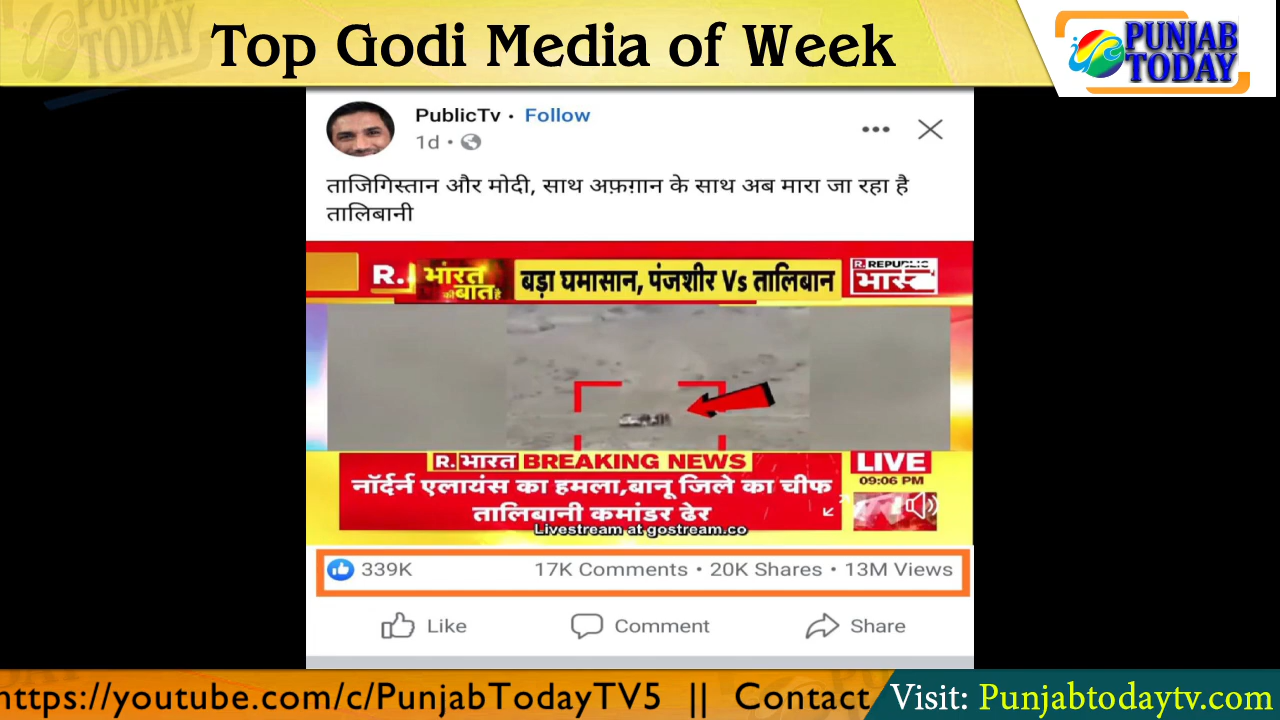 Top Godi Media of Week
PUNJAB
TODAY
PublicTv • Follow
1d •
ताजिगिस्तान और मोदी, साथ अफ़ग़ान के साथ अब मारा जा रहा है
तालिबानी
R. भारत की बात है
बड़ा घमासान, पंजशीर Vs तालिबान
R. REPUBLIC
R. भारत BREAKING NEWS
नॉर्दर्न एलायंस का हमला,बानू जिले का चीफ
तालिबानी कमांडर ढेर
Livestream at gostream.co
LIVE
09:06 PM
339K 17K Comments • 20K Shares • 13M Views
Like Comment Share
https://youtube.com/c/PunjabTodayTV5 || Contact
Visit: Punjabtodaytv.com